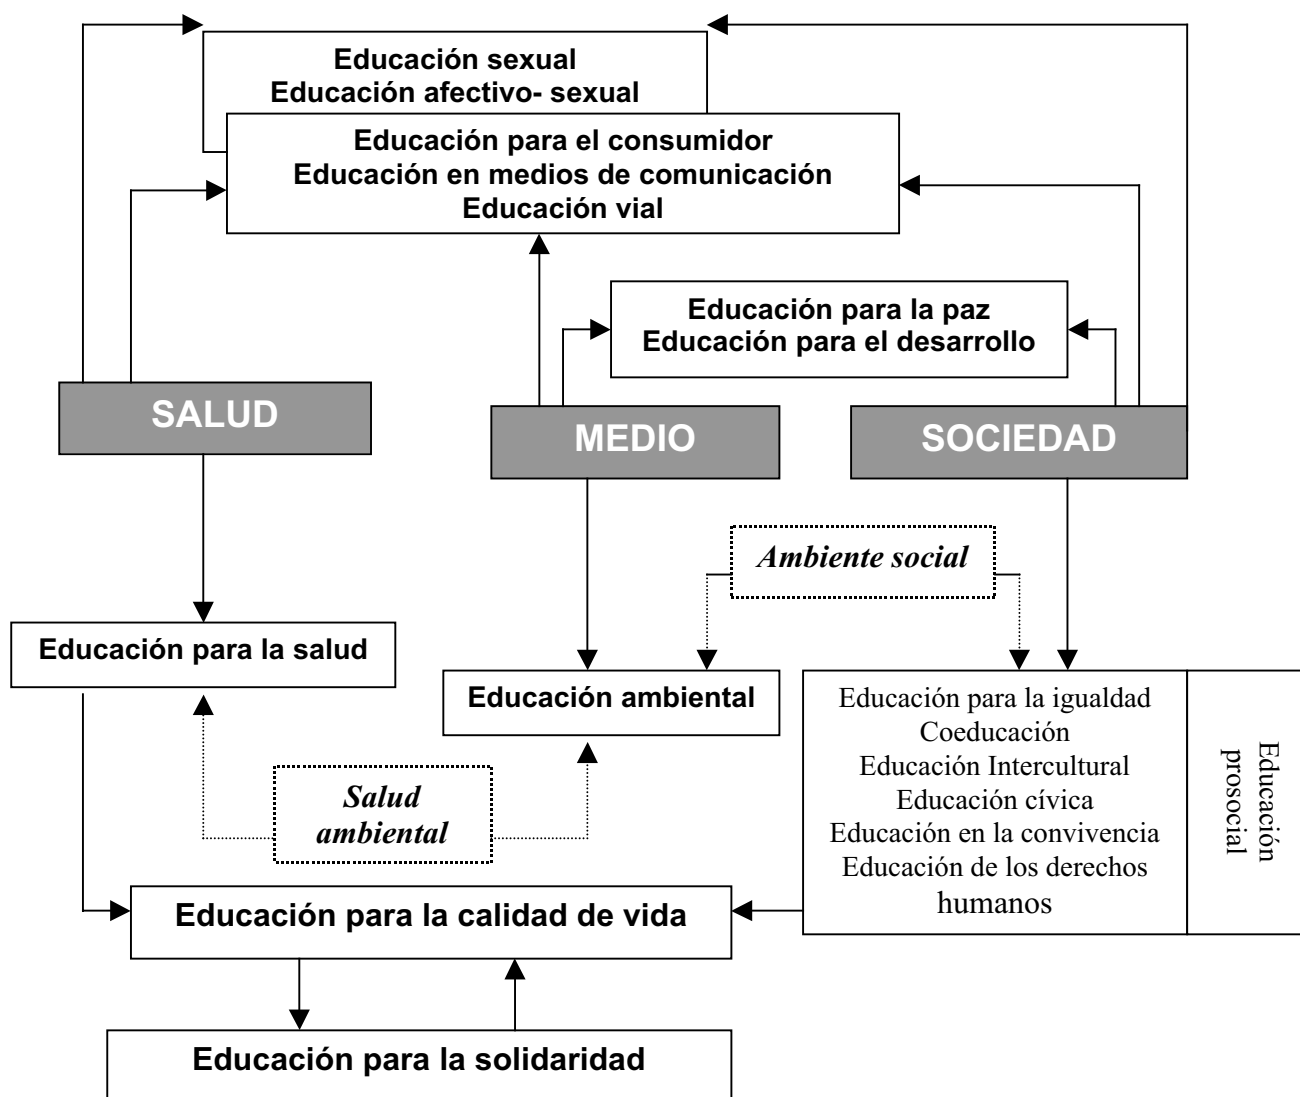 Educación sexual
Educación afectivo- sexual
Educación para el consumidor
Educación en medios de comunicación
Educación vial
Educación para la paz
Educación para el desarrollo
SALUD
MEDIO
SOCIEDAD
Ambiente social
Educación para la salud
Educación ambiental
Educación para la igualdad
Coeducación
Educación Intercultural
Educación cívica
Educación en la convivencia
Educación de los derechos
humanos
Educación
prosocial
Salud
ambiental
Educación para la calidad de vida
Educación para la solidaridad